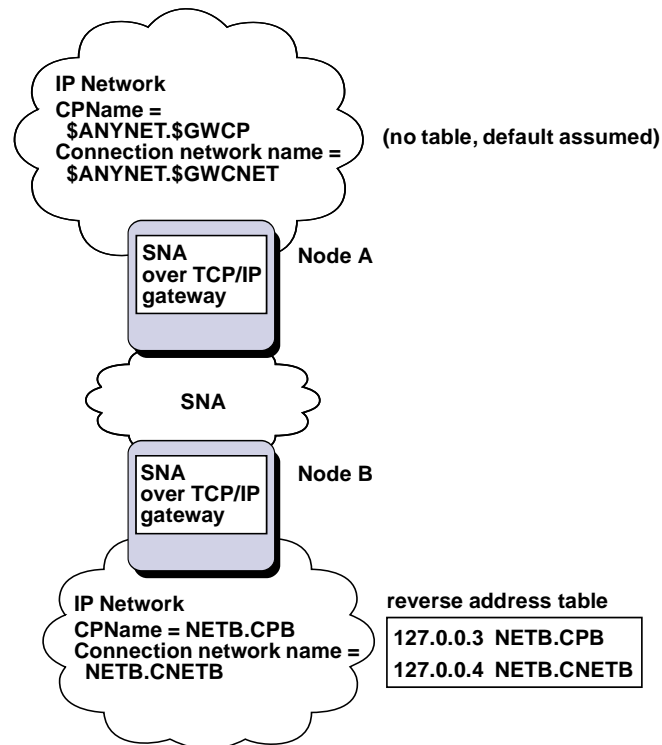 IP Network
CPName =
$ANYNET.$GWCP
Connection network name =
$ANYNET.$GWCNET
(no table, default assumed)
SNA
over TCP/IP
gateway
Node A
SNA
SNA
over TCP/IP
gateway
Node B
IP Network
CPName = NETB.CPB
Connection network name =
NETB.CNETB
reverse address table
127.0.0.3 NETB.CPB
127.0.0.4 NETB.CNETB